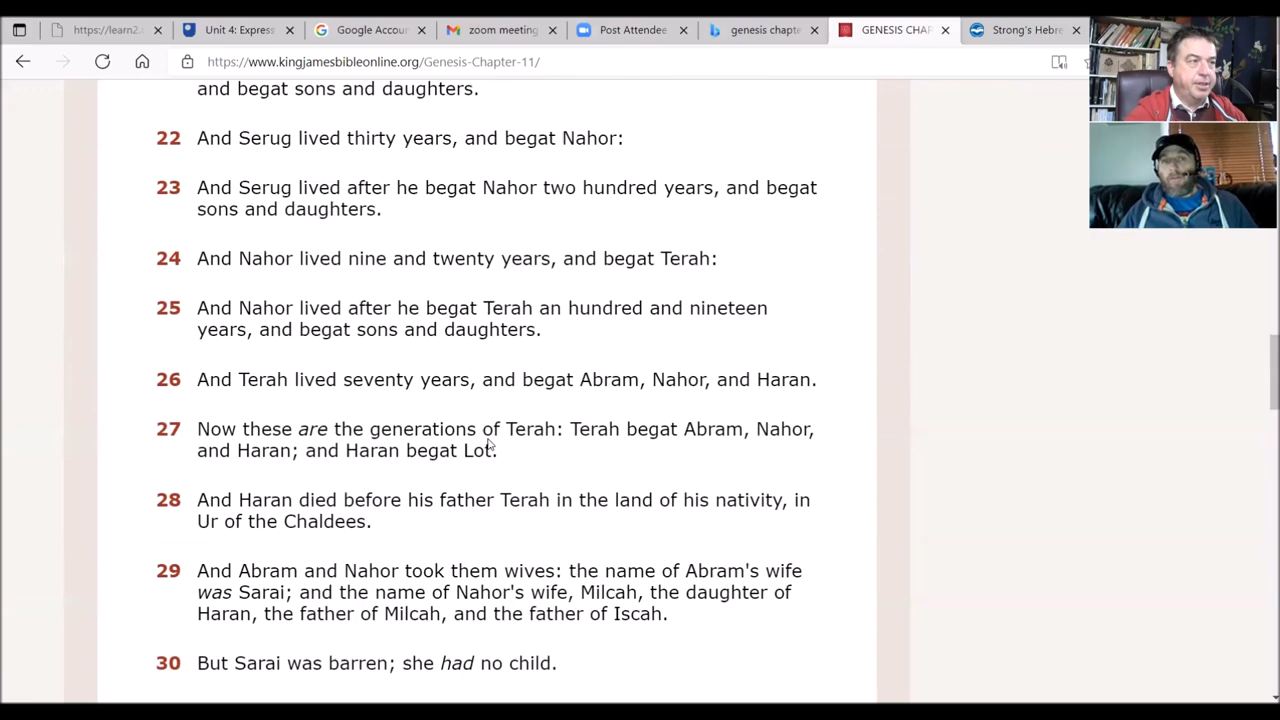 https://learn2
Unit 4: Expres
Google Accou
zoom meeting
Post Attendee
genesis chapte
GENESIS CHAP
Strong's Hebre
https://www.kingjamesbibleonline.org/Genesis-Chapter-11/
and begat sons and daughters.
22 And Serug lived thirty years, and begat Nahor:
23 And Serug lived after he begat Nahor two hundred years, and begat
sons and daughters.
24 And Nahor lived nine and twenty years, and begat Terah:
25 And Nahor lived after he begat Terah an hundred and nineteen
years, and begat sons and daughters.
26 And Terah lived seventy years, and begat Abram, Nahor, and Haran.
27 Now these are the generations of Terah: Terah begat Abram, Nahor,
and Haran; and Haran begat Lot.
28 And Haran died before his father Terah in the land of his nativity, in
Ur of the Chaldees.
29 And Abram and Nahor took them wives: the name of Abram's wife
was Sarai; and the name of Nahor's wife, Milcah, the daughter of
Haran, the father of Milcah, and the father of Iscah.
30 But Sarai was barren; she had no child.